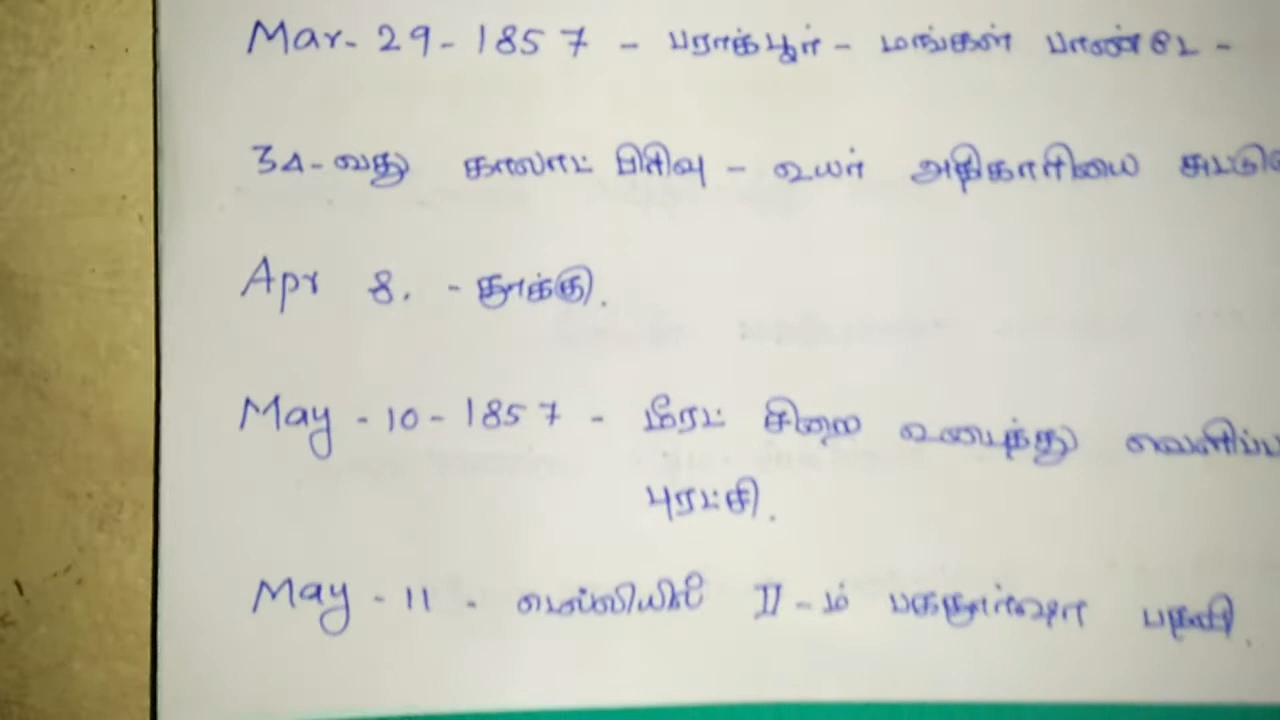 Mar-29-1857 - பராக்பூர் - மங்கள் பாண்டே -
34-வது காலாட் பிரிவு - உயர் அதிகாரியை
Apr 8. - தூக்கு.
May-10-1857 - மீரட் சிறை உடைத்து
புரட்சி.
May-11 - டெல்லியில் II-ம் பகதூர்ஷா பதவி.